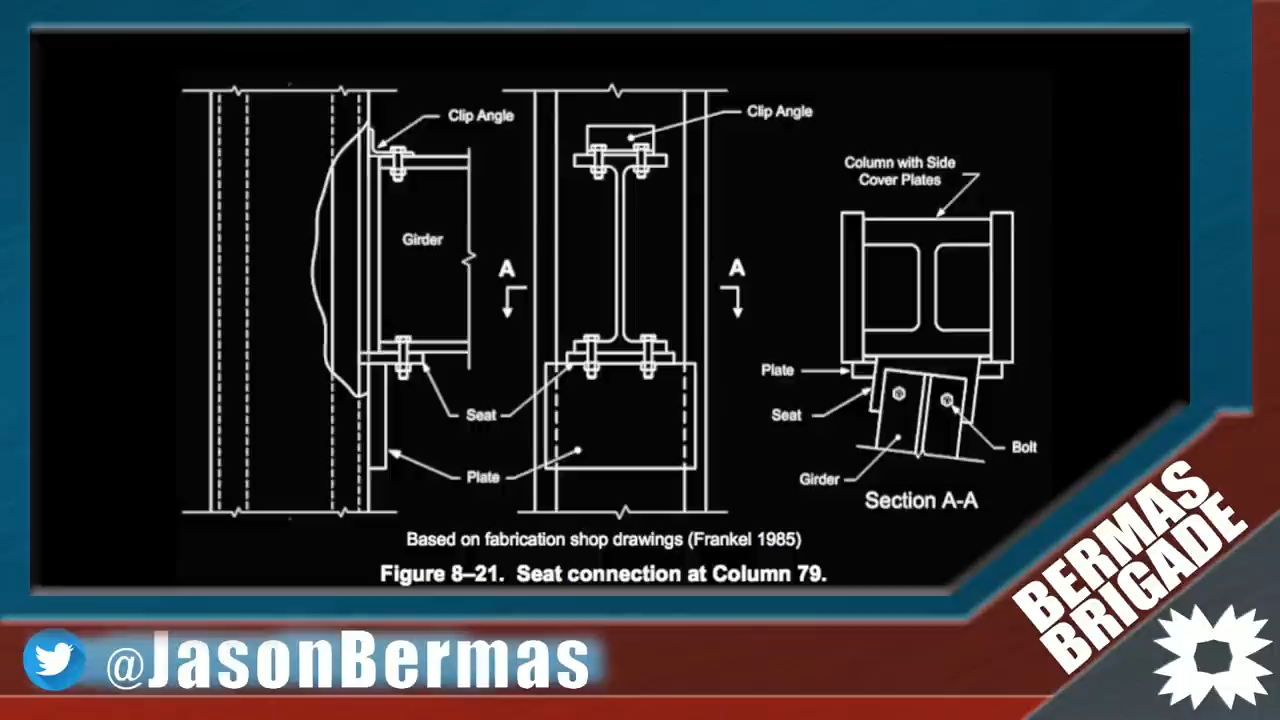 Clip Angle
Clip Angle
Column with Side
Cover Plates
Girder
A
A
Plate
Seat
Seat
Bolt
Plate
Girder
Section A-A
Based on fabrication shop drawings (Frankel 1985)
Figure 8–21. Seat connection at Column 79.
BERMAS
BRIGADE
@JasonBermas